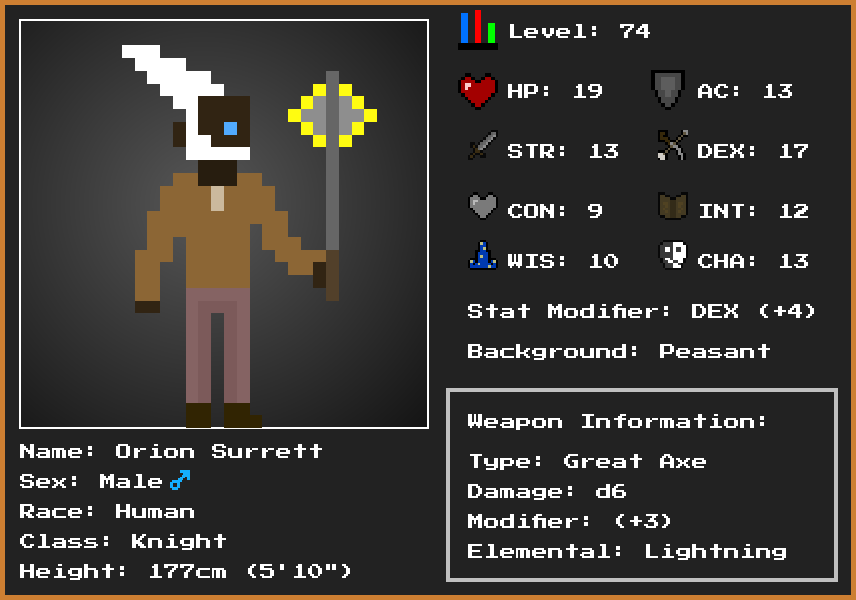 Level: 74
HP: 19 AC: 13
STR: 13 DEX: 17
CON: 9 INT: 12
WIS: 10 CHA: 13
Stat Modifier: DEX (+4)
Background: Peasant
Weapon Information:
Type: Great Axe
Damage: d6
Modifier: (+3)
Elemental: Lightning
Name: Orion Surrett
Sex: Male ♂
Race: Human
Class: Knight
Height: 177cm (5'10")